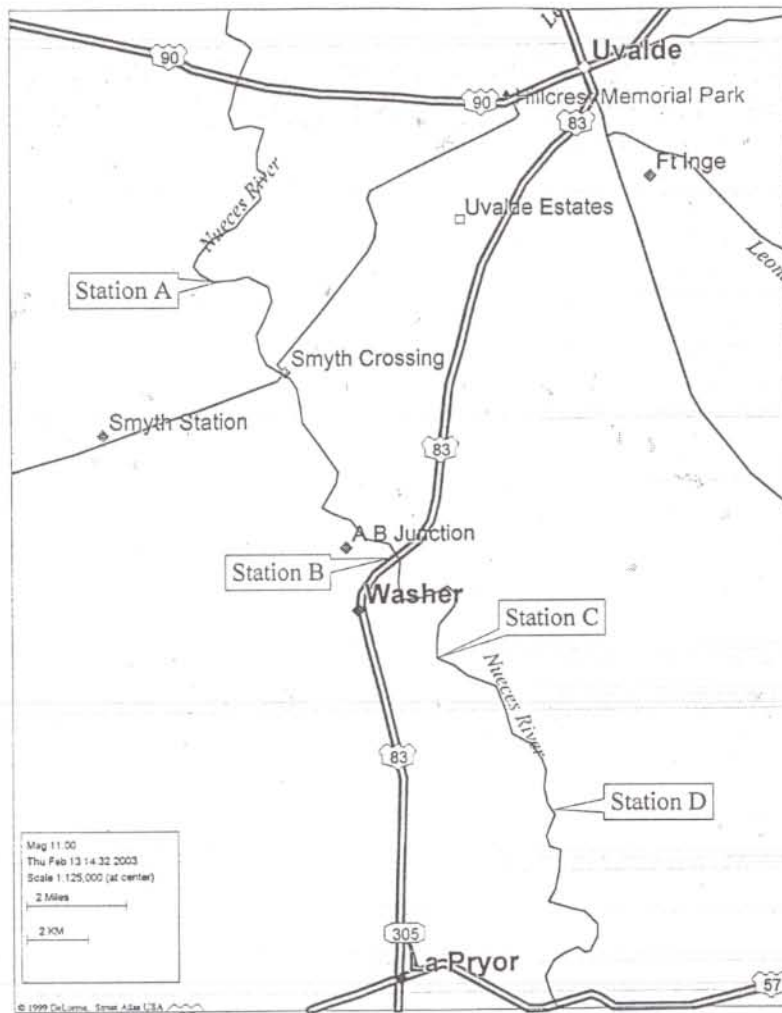 Uvalde
90
90
Hillcrest Memorial Park
83
Ft Inge
Nueces River
Uvalde Estates
Station A
Smyth Crossing
Smyth Station
83
A B Junction
Station B
Washer
Station C
Nueces River
83
Station D
Mag 11.00
Thu Feb 13 14:32 2003
Scale 1:125,000 (at center)
2 Miles
2 KM
305
La Pryor
57
© 1999 DeLorme. Street Atlas USA